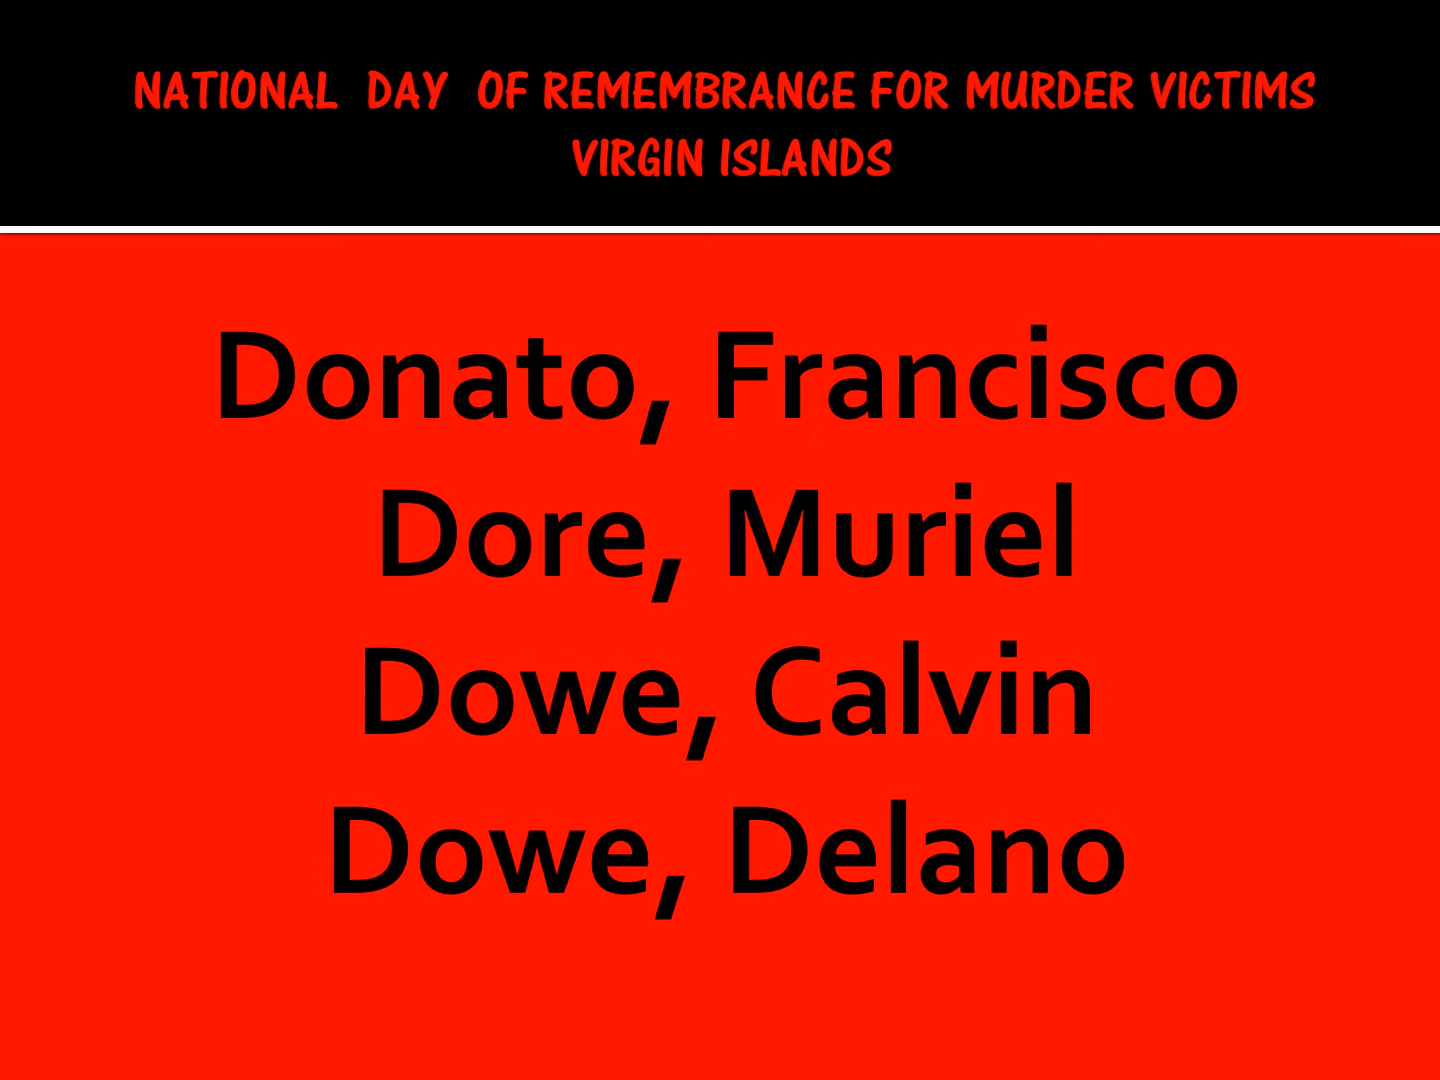 NATIONAL DAY OF REMEMBRANCE FOR MURDER VICTIMS
VIRGIN ISLANDS
Donato, Francisco
Dore, Muriel
Dowe, Calvin
Dowe, Delano